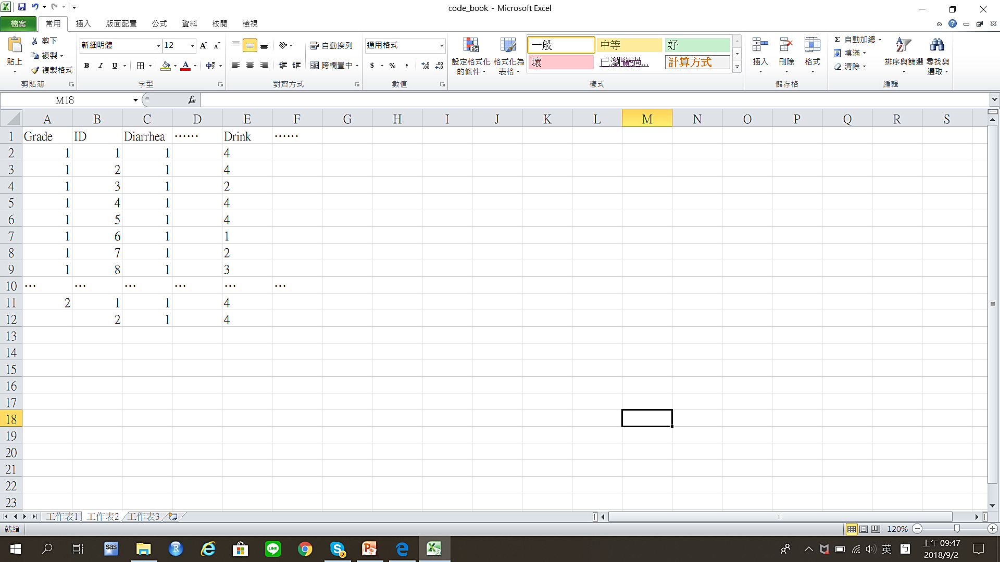 code_book - Microsoft Excel
檔案 常用 插入 版面配置 公式 資料 校閱 檢視
貼上 剪下 複製 複製格式 剪貼簿
新細明體 12 B I U A 字型
自動換列 跨欄置中 對齊方式
通用格式 $ % , 數值
設定格式化的條件 格式化為表格
一般 中等 好
壞 已瀏覽過... 計算方式
樣式
插入 刪除 格式 儲存格
Σ 自動加總 填滿 清除 排序與篩選 尋找與選取 編輯
M18 fx
A B C D E F G H I J K L M N O P Q R S
1 Grade ID Diarrhea …… Drink ……
2 1 1 1 4
3 1 2 1 4
4 1 3 1 2
5 1 4 1 4
6 1 5 1 4
7 1 6 1 1
8 1 7 1 2
9 1 8 1 3
10 … … … … … …
11 2 1 1 4
12 2 1 4
13
14
15
16
17
18
19
20
21
22
23
工作表1 工作表2 工作表3
就緒 120%
sas R LINE S 3 P 英 上午 09:47
2018/9/2